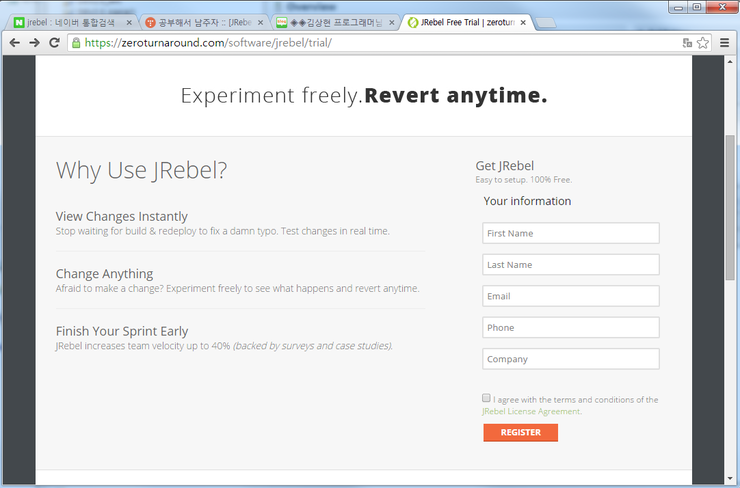 jrebel : 네이버 통합검색
공부해서 남주자 :: [JRebe
◈◈김상현 프로그래머님
JRebel Free Trial | zerotur
https://zeroturnaround.com/software/jrebel/trial/
Experiment freely.Revert anytime.
Why Use JRebel?
View Changes Instantly
Stop waiting for build & redeploy to fix a damn typo. Test changes in real time.
Change Anything
Afraid to make a change? Experiment freely to see what happens and revert anytime.
Finish Your Sprint Early
JRebel increases team velocity up to 40% (backed by surveys and case studies).
Get JRebel
Easy to setup. 100% Free.
Your information
First Name
Last Name
Email
Phone
Company
I agree with the terms and conditions of the
JRebel License Agreement.
REGISTER